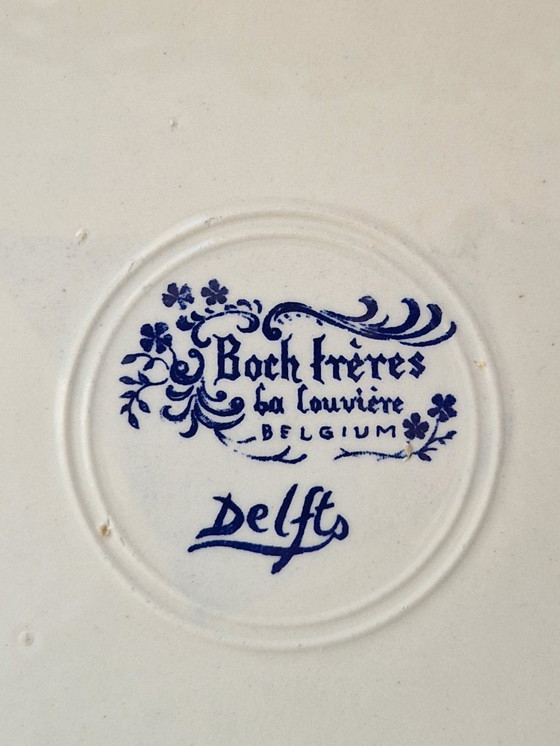 Boch frères
La Louvière
BELGIUM
Delfts